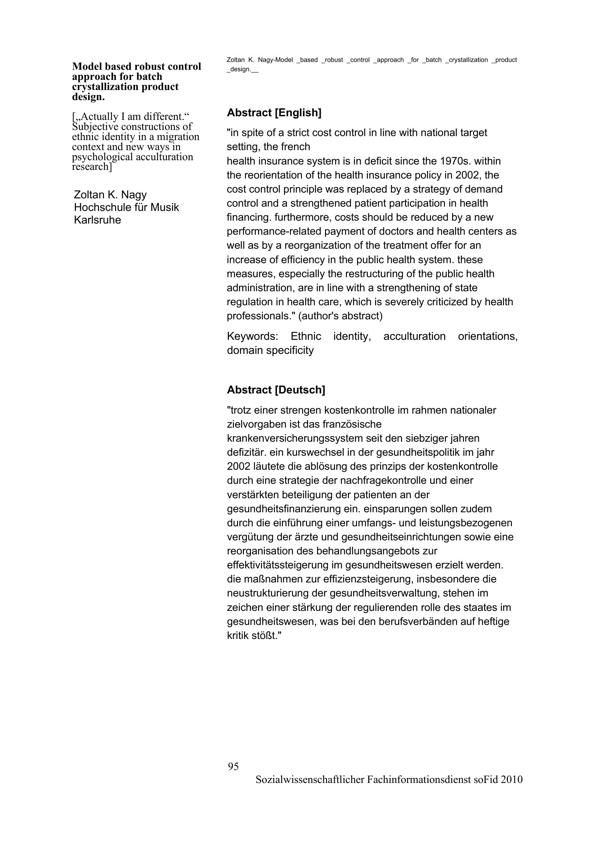 Model based robust control
approach for batch
crystallization product
design.
[„Actually I am different.“
Subjective constructions of
ethnic identity in a migration
context and new ways in
psychological acculturation
research]
Zoltan K. Nagy
Hochschule für Musik
Karlsruhe
Zoltan K. Nagy-Model _based _robust _control _approach _for _batch _crystallization _product
_design.__
Abstract [English]
"in spite of a strict cost control in line with national target
setting, the french
health insurance system is in deficit since the 1970s. within
the reorientation of the health insurance policy in 2002, the
cost control principle was replaced by a strategy of demand
control and a strengthened patient participation in health
financing. furthermore, costs should be reduced by a new
performance-related payment of doctors and health centers as
well as by a reorganization of the treatment offer for an
increase of efficiency in the public health system. these
measures, especially the restructuring of the public health
administration, are in line with a strengthening of state
regulation in health care, which is severely criticized by health
professionals." (author's abstract)
Keywords: Ethnic identity, acculturation orientations,
domain specificity
Abstract [Deutsch]
"trotz einer strengen kostenkontrolle im rahmen nationaler
zielvorgaben ist das französische
krankenversicherungssystem seit den siebziger jahren
defizitär. ein kurswechsel in der gesundheitspolitik im jahr
2002 läutete die ablösung des prinzips der kostenkontrolle
durch eine strategie der nachfragekontrolle und einer
verstärkten beteiligung der patienten an der
gesundheitsfinanzierung ein. einsparungen sollen zudem
durch die einführung einer umfangs- und leistungsbezogenen
vergütung der ärzte und gesundheitseinrichtungen sowie eine
reorganisation des behandlungsangebots zur
effektivitätssteigerung im gesundheitswesen erzielt werden.
die maßnahmen zur effizienzsteigerung, insbesondere die
neustrukturierung der gesundheitsverwaltung, stehen im
zeichen einer stärkung der regulierenden rolle des staates im
gesundheitswesen, was bei den berufsverbänden auf heftige
kritik stößt."
95
Sozialwissenschaftlicher Fachinformationsdienst soFid 2010